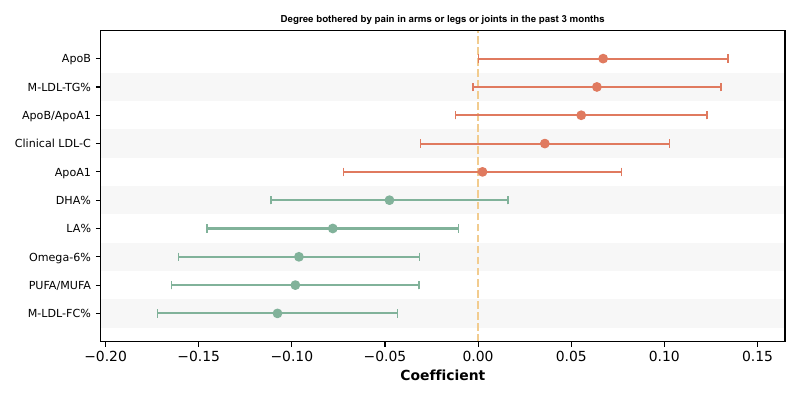 Degree bothered by pain in arms or legs or joints in the past 3 months
ApoB
M-LDL-TG%
ApoB/ApoA1
Clinical LDL-C
ApoA1
DHA%
LA%
Omega-6%
PUFA/MUFA
M-LDL-FC%
−0.20 −0.15 −0.10 −0.05 0.00 0.05 0.10 0.15
Coefficient